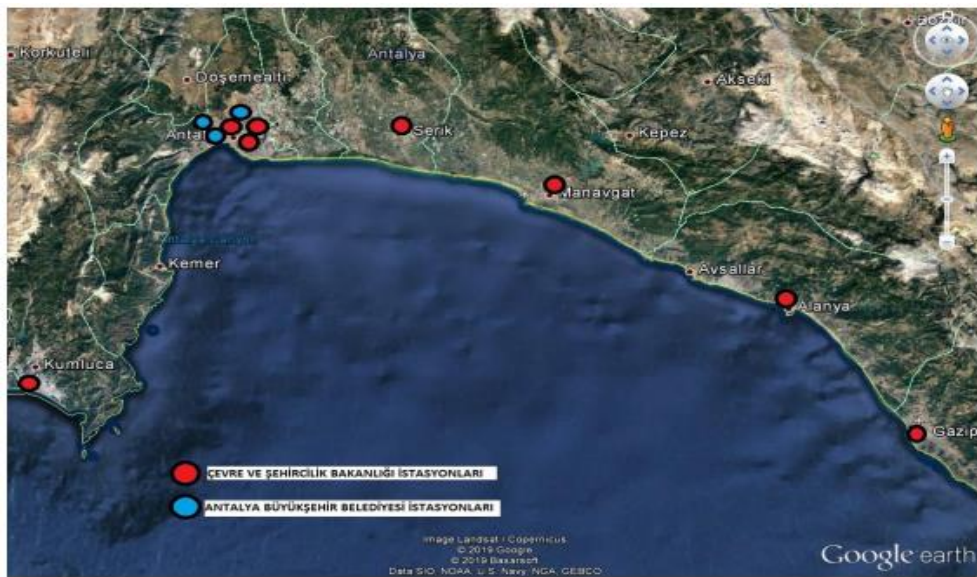 Korkuteli
Antalya
Döşemealtı
Akseki
Antal
Serik
Kepez
Manavgat
Kemer
Avsallar
Alanya
Kumluca
Gazip
ÇEVRE VE ŞEHİRCİLİK BAKANLIĞI İSTASYONLARI
ANTALYA BÜYÜKŞEHİR BELEDİYESİ İSTASYONLARI
Image Landsat / Copernicus
© 2019 Google
© 2019 Basarsoft
Data SIO, NOAA, U.S. Navy, NGA, GEBCO
Google earth